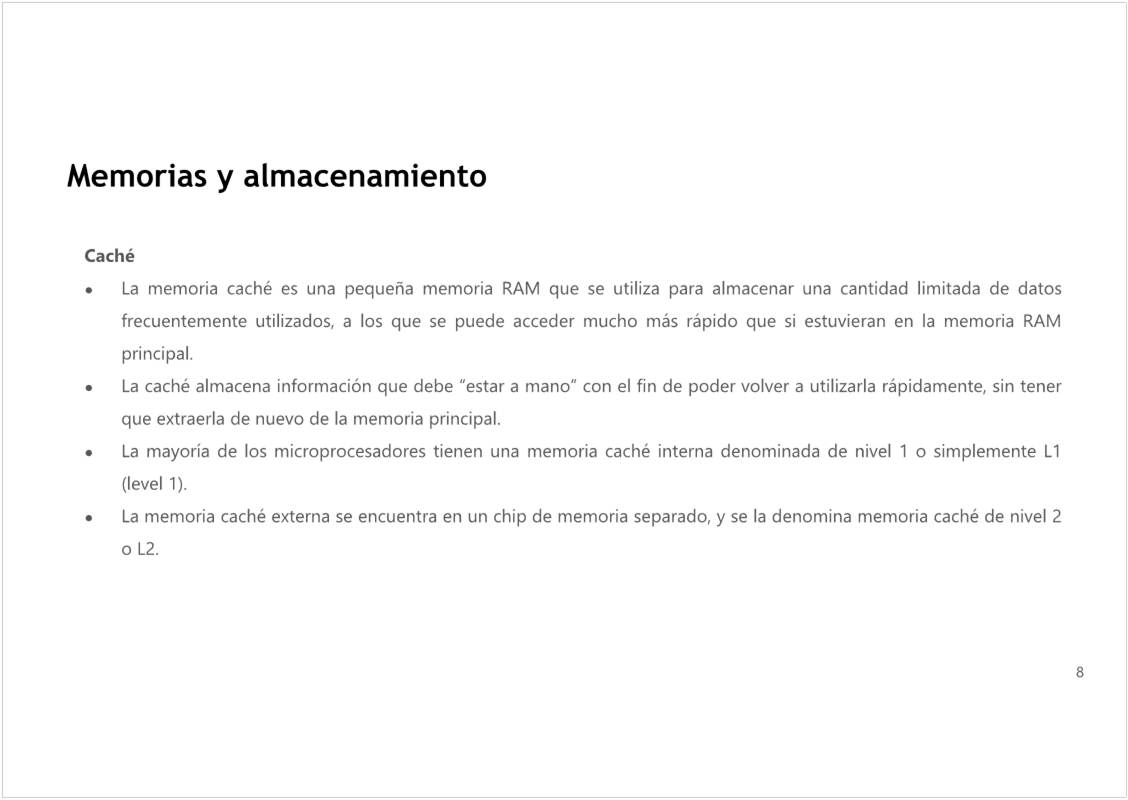 Memorias y almacenamiento
Caché
● La memoria caché es una pequeña memoria RAM que se utiliza para almacenar una cantidad limitada de datos
frecuentemente utilizados, a los que se puede acceder mucho más rápido que si estuvieran en la memoria RAM
principal.
● La caché almacena información que debe “estar a mano” con el fin de poder volver a utilizarla rápidamente, sin tener
que extraerla de nuevo de la memoria principal.
● La mayoría de los microprocesadores tienen una memoria caché interna denominada de nivel 1 o simplemente L1
(level 1).
● La memoria caché externa se encuentra en un chip de memoria separado, y se la denomina memoria caché de nivel 2
o L2.
8